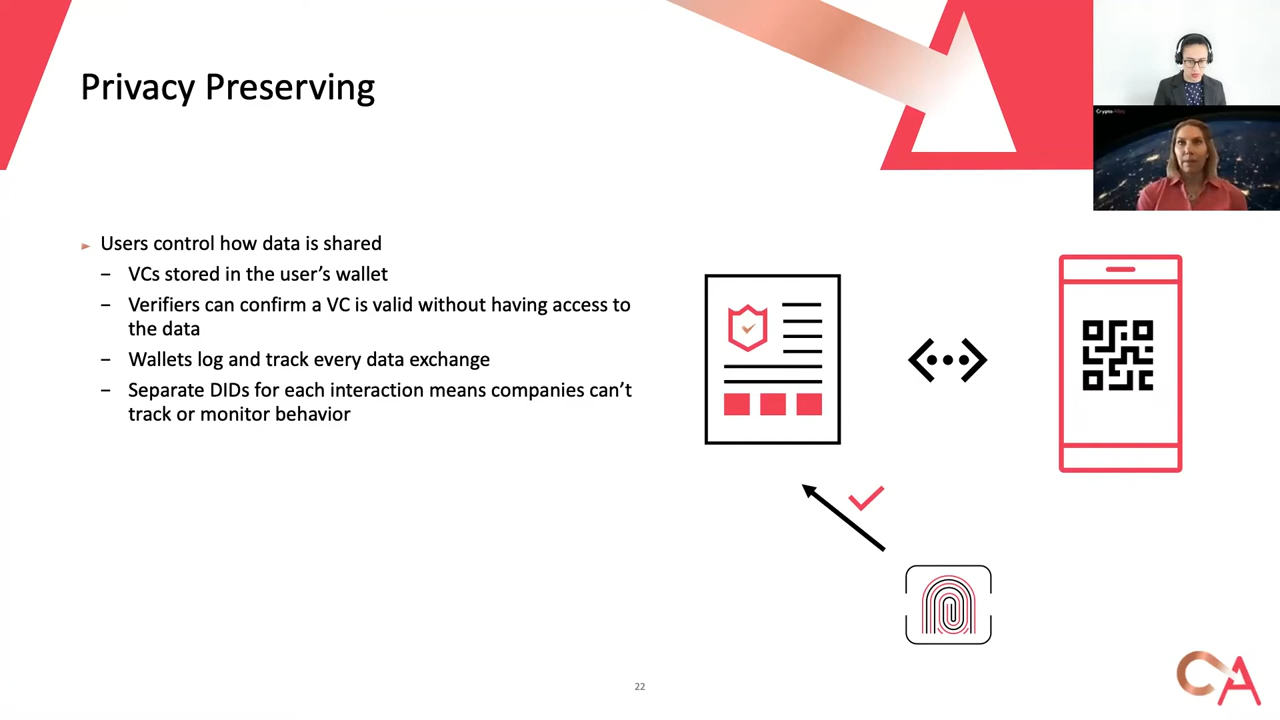 Privacy Preserving
Users control how data is shared
– VCs stored in the user's wallet
– Verifiers can confirm a VC is valid without having access to
the data
– Wallets log and track every data exchange
– Separate DIDs for each interaction means companies can't
track or monitor behavior
22
CA